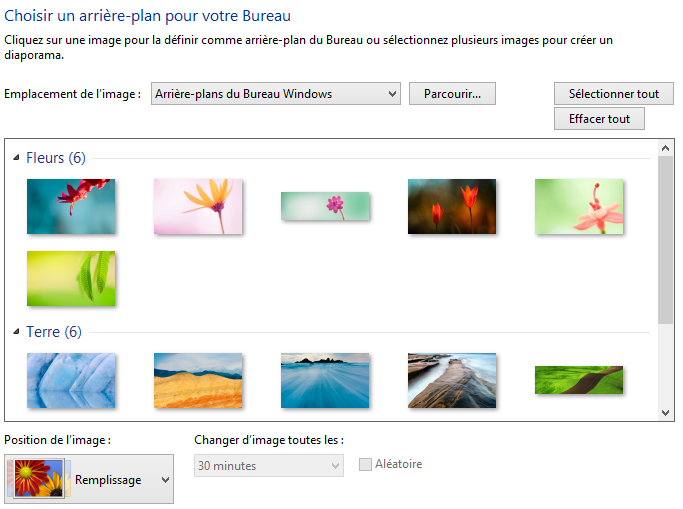 Choisir un arrière-plan pour votre Bureau
Cliquez sur une image pour la définir comme arrière-plan du Bureau ou sélectionnez plusieurs images pour créer un
diaporama.
Emplacement de l'image : Arrière-plans du Bureau Windows Parcourir... Sélectionner tout
Effacer tout
Fleurs (6)
Terre (6)
Position de l'image : Changer d'image toutes les :
Remplissage 30 minutes Aléatoire